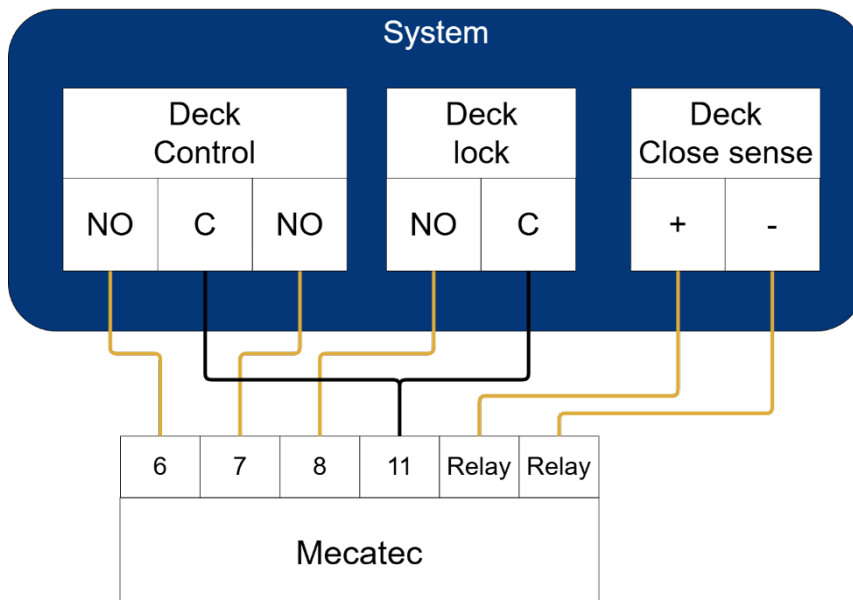 System
Deck
Control
Deck
lock
Deck
Close sense
NO
C
NO
NO
C
+
-
6
7
8
11
Relay
Relay
Mecatec